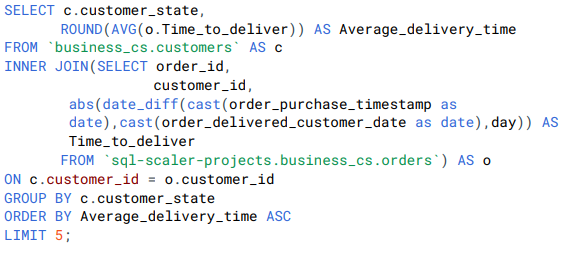 SELECT c.customer_state,
ROUND(AVG(o.Time_to_deliver)) AS Average_delivery_time
FROM `business_cs.customers` AS c
INNER JOIN(SELECT order_id,
customer_id,
abs(date_diff(cast(order_purchase_timestamp as
date),cast(order_delivered_customer_date as date),day)) AS
Time_to_deliver
FROM `sql-scaler-projects.business_cs.orders`) AS o
ON c.customer_id = o.customer_id
GROUP BY c.customer_state
ORDER BY Average_delivery_time ASC
LIMIT 5;